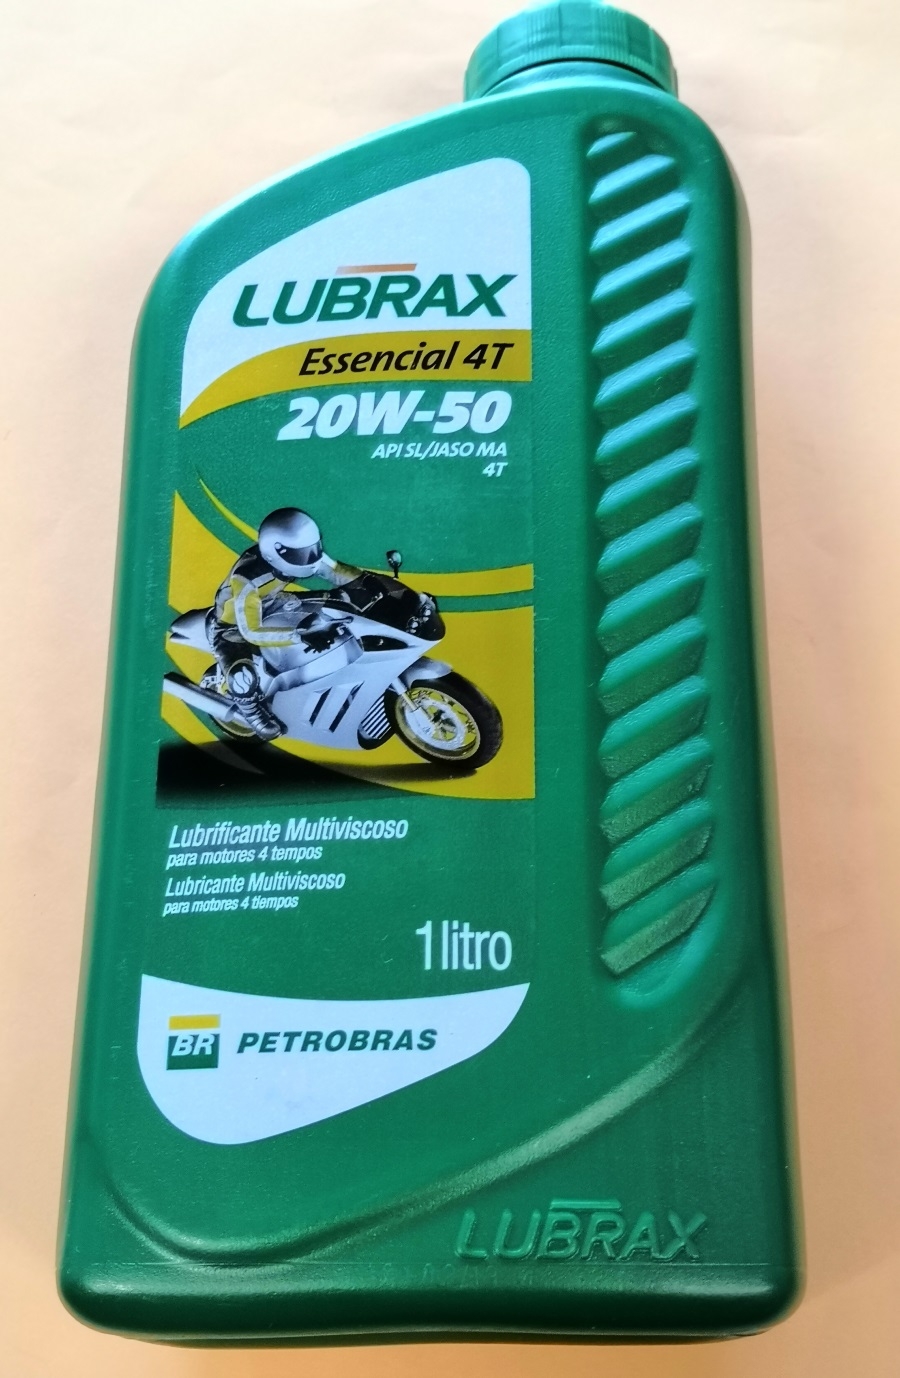 LUBRAX
Essencial 4T
20W-50
API SL/JASO MA
4T
Lubrificante Multiviscoso
para motores 4 tempos
Lubricante Multiviscoso
para motores 4 tiempos
1 litro
BR PETROBRAS
LUBRAX